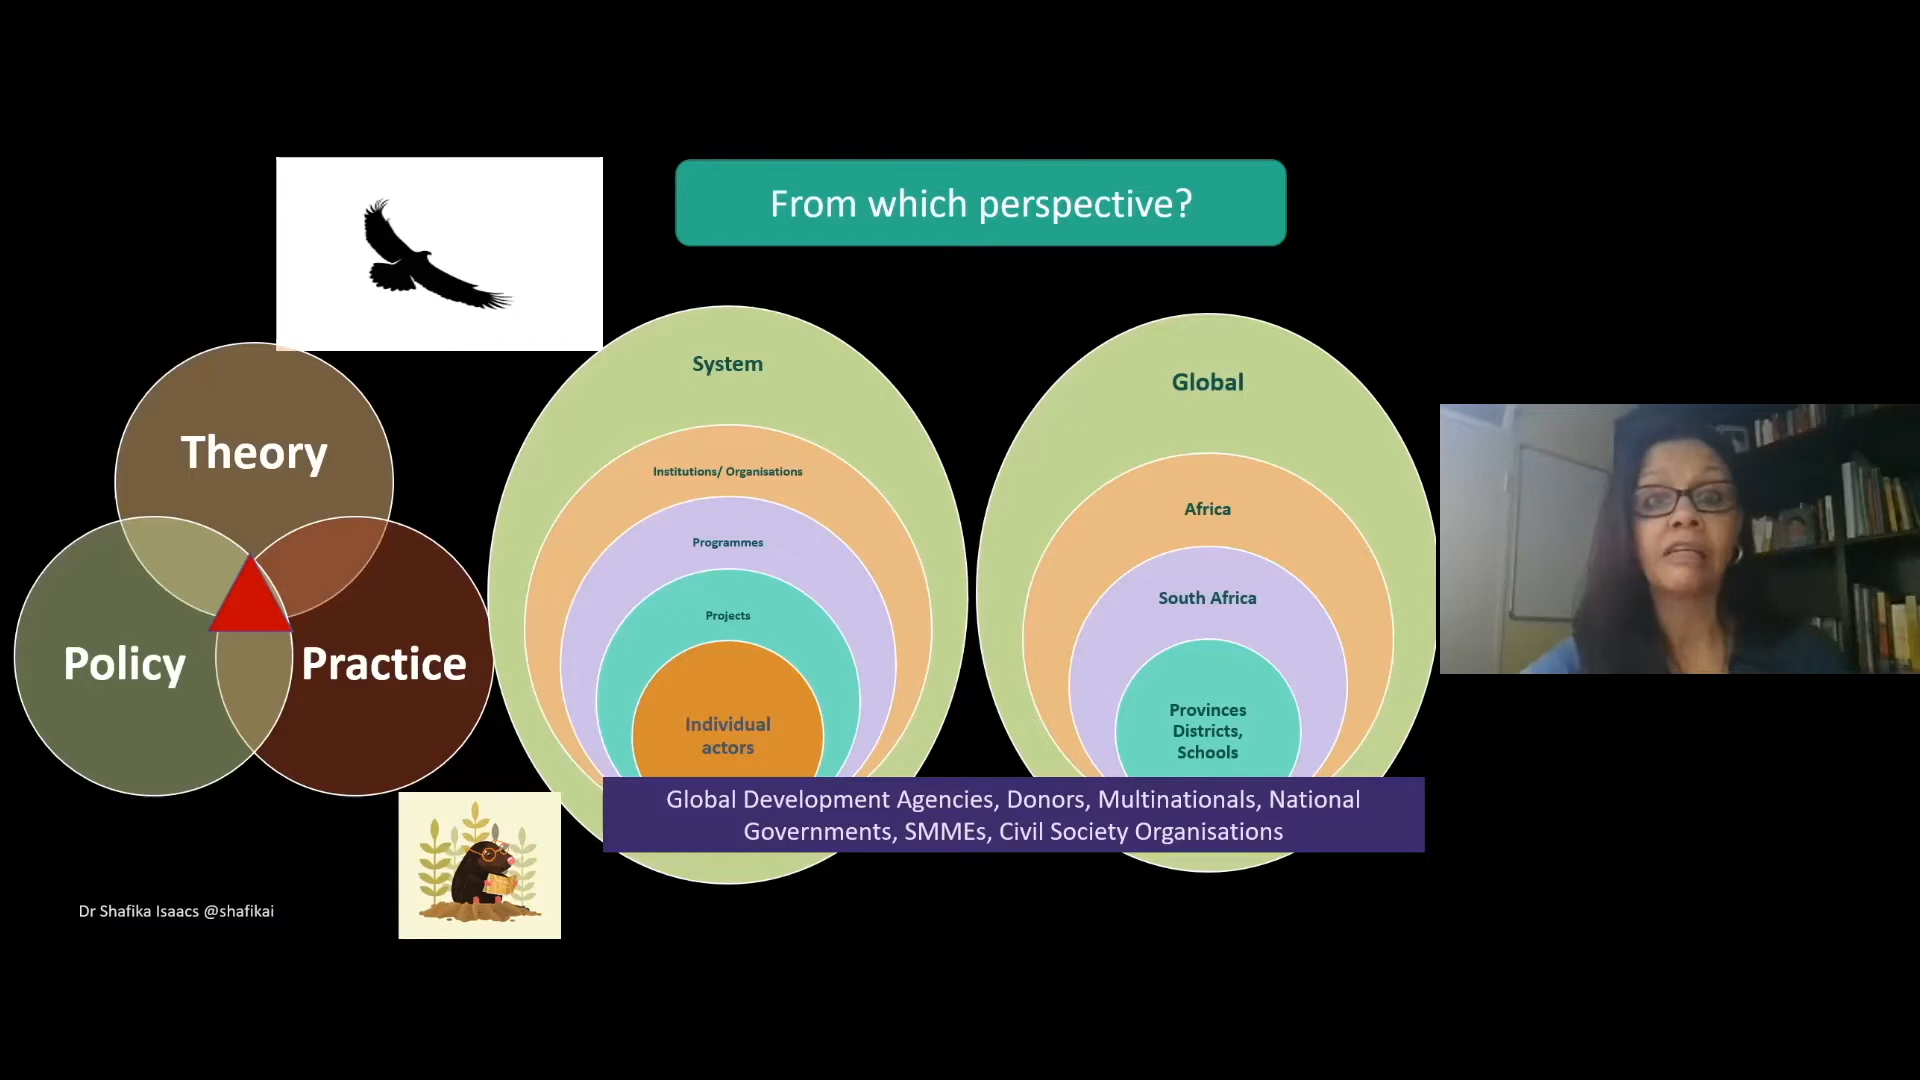 From which perspective?
Theory
Policy
Practice
System
Institutions/ Organisations
Programmes
Projects
Individual
actors
Global
Africa
South Africa
Provinces
Districts,
Schools
Global Development Agencies, Donors, Multinationals, National
Governments, SMMEs, Civil Society Organisations
Dr Shafika Isaacs @shafikai